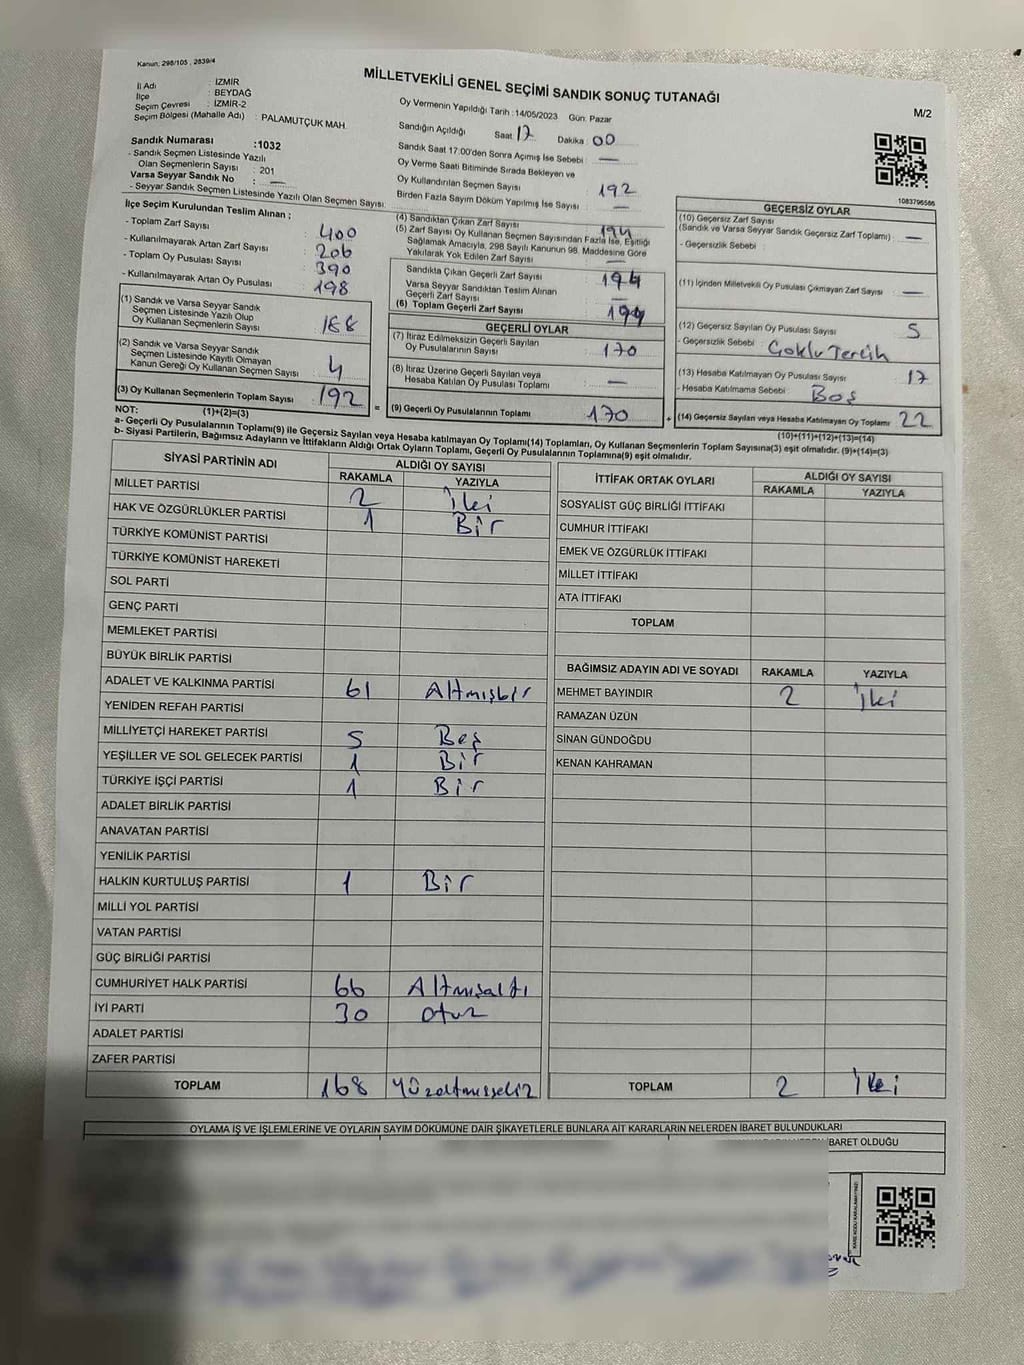 Kanun; 298/105 , 2839/4
MİLLETVEKİLİ GENEL SEÇİMİ SANDIK SONUÇ TUTANAĞI
M/2
İl Adı : İZMİR
İlçe : BEYDAĞ
Seçim Çevresi : İZMİR-2
Seçim Bölgesi (Mahalle Adı) : PALAMUTÇUK MAH.
Sandık Numarası :1032
- Sandık Seçmen Listesinde Yazılı
Olan Seçmenlerin Sayısı : 201
Varsa Seyyar Sandık No : —
- Seyyar Sandık Seçmen Listesinde Yazılı Olan Seçmen Sayısı:
Oy Vermenin Yapıldığı Tarih :14/05/2023 Gün: Pazar
Sandığın Açıldığı Saat 17 Dakika 00
Sandık Saat 17:00'den Sonra Açımış İse Sebebi : —
Oy Verme Saati Bitiminde Sırada Bekleyen ve
Oy Kullandırılan Seçmen Sayısı 192
Birden Fazla Sayım Döküm Yapılmış İse Sayısı : —
1083796586
İlçe Seçim Kurulundan Teslim Alınan ;
- Toplam Zarf Sayısı : 400
- Kullanılmayarak Artan Zarf Sayısı : 206
- Toplam Oy Pusulası Sayısı : 390
- Kullanılmayarak Artan Oy Pusulası : 198
(1) Sandık ve Varsa Seyyar Sandık
Seçmen Listesinde Yazılı Olup
Oy Kullanan Seçmenlerin Sayısı : 188
(2) Sandık ve Varsa Seyyar Sandık
Seçmen Listesinde Kayıtlı Olmayan
Kanun Gereği Oy Kullanan Seçmen Sayısı : 4
(3) Oy Kullanan Seçmenlerin Toplam Sayısı : 192
(4) Sandıktan Çıkan Zarf Sayısı : 194
(5) Zarf Sayısı Oy Kullanan Seçmen Sayısından Fazla İse, Eşitliği
Sağlamak Amacıyla, 298 Sayılı Kanunun 98. Maddesine Göre
Yakılarak Yok Edilen Zarf Sayısı :
Sandıkta Çıkan Geçerli Zarf Sayısı : 194
Varsa Seyyar Sandıktan Teslim Alınan
Geçerli Zarf Sayısı : —
(6) Toplam Geçerli Zarf Sayısı : 194
GEÇERLİ OYLAR
(7) İtiraz Edilmeksizin Geçerli Sayılan
Oy Pusulalarının Sayısı : 170
(8) İtiraz Üzerine Geçerli Sayılan veya
Hesaba Katılan Oy Pusulası Toplamı : —
= (9) Geçerli Oy Pusulalarının Toplamı : 170
GEÇERSİZ OYLAR
(10) Geçersiz Zarf Sayısı
(Sandık ve Varsa Seyyar Sandık Geçersiz Zarf Toplamı) : —
- Geçersizlik Sebebi :
(11) İçinden Milletvekili Oy Pusulası Çıkmayan Zarf Sayısı : —
(12) Geçersiz Sayılan Oy Pusulası Sayısı : 5
- Geçersizlik Sebebi : Çoklu Tercih
(13) Hesaba Katılmayan Oy Pusulası Sayısı : 17
- Hesaba Katılmama Sebebi : Boş
+ (14) Geçersiz Sayılan veya Hesaba Katılmayan Oy Toplamı : 22
NOT: (1)+(2)=(3)
(10)+(11)+(12)+(13)=(14)
a- Geçerli Oy Pusulalarının Toplamı(9) ile Geçersiz Sayılan veya Hesaba katılmayan Oy Toplamı(14) Toplamları, Oy Kullanan Seçmenlerin Toplam Sayısına(3) eşit olmalıdır. (9)+(14)=(3)
b- Siyasi Partilerin, Bağımsız Adayların ve İttifakların Aldığı Ortak Oyların Toplamı, Geçerli Oy Pusulalarının Toplamına(9) eşit olmalıdır.
SİYASİ PARTİNİN ADI ALDIĞI OY SAYISI
RAKAMLA YAZIYLA
MİLLET PARTİSİ 2 İki
HAK VE ÖZGÜRLÜKLER PARTİSİ 1 Bir
TÜRKİYE KOMÜNİST PARTİSİ
TÜRKİYE KOMÜNİST HAREKETİ
SOL PARTİ
GENÇ PARTİ
MEMLEKET PARTİSİ
BÜYÜK BİRLİK PARTİSİ
ADALET VE KALKINMA PARTİSİ 61 Altmışbir
YENİDEN REFAH PARTİSİ
MİLLİYETÇİ HAREKET PARTİSİ 5 Beş
YEŞİLLER VE SOL GELECEK PARTİSİ 1 Bir
TÜRKİYE İŞÇİ PARTİSİ 1 Bir
ADALET BİRLİK PARTİSİ
ANAVATAN PARTİSİ
YENİLİK PARTİSİ
HALKIN KURTULUŞ PARTİSİ 1 Bir
MİLLİ YOL PARTİSİ
VATAN PARTİSİ
GÜÇ BİRLİĞİ PARTİSİ
CUMHURİYET HALK PARTİSİ 66 Altmışaltı
İYİ PARTİ 30 otuz
ADALET PARTİSİ
ZAFER PARTİSİ
TOPLAM 168 Yüzaltmışsekiz
İTTİFAK ORTAK OYLARI ALDIĞI OY SAYISI
RAKAMLA YAZIYLA
SOSYALİST GÜÇ BİRLİĞİ İTTİFAKI
CUMHUR İTTİFAKI
EMEK VE ÖZGÜRLÜK İTTİFAKI
MİLLET İTTİFAKI
ATA İTTİFAKI
TOPLAM
BAĞIMSIZ ADAYIN ADI VE SOYADI RAKAMLA YAZIYLA
MEHMET BAYINDIR 2 İki
RAMAZAN ÜZÜN
SİNAN GÜNDOĞDU
KENAN KAHRAMAN
TOPLAM 2 İki
OYLAMA İŞ VE İŞLEMLERİNE VE OYLARIN SAYIM DÖKÜMÜNE DAİR ŞİKAYETLERLE BUNLARA AİT KARARLARIN NELERDEN İBARET BULUNDUKLARI
İBARET OLDUĞU
KARE KODU KARALAMAYINIZ!